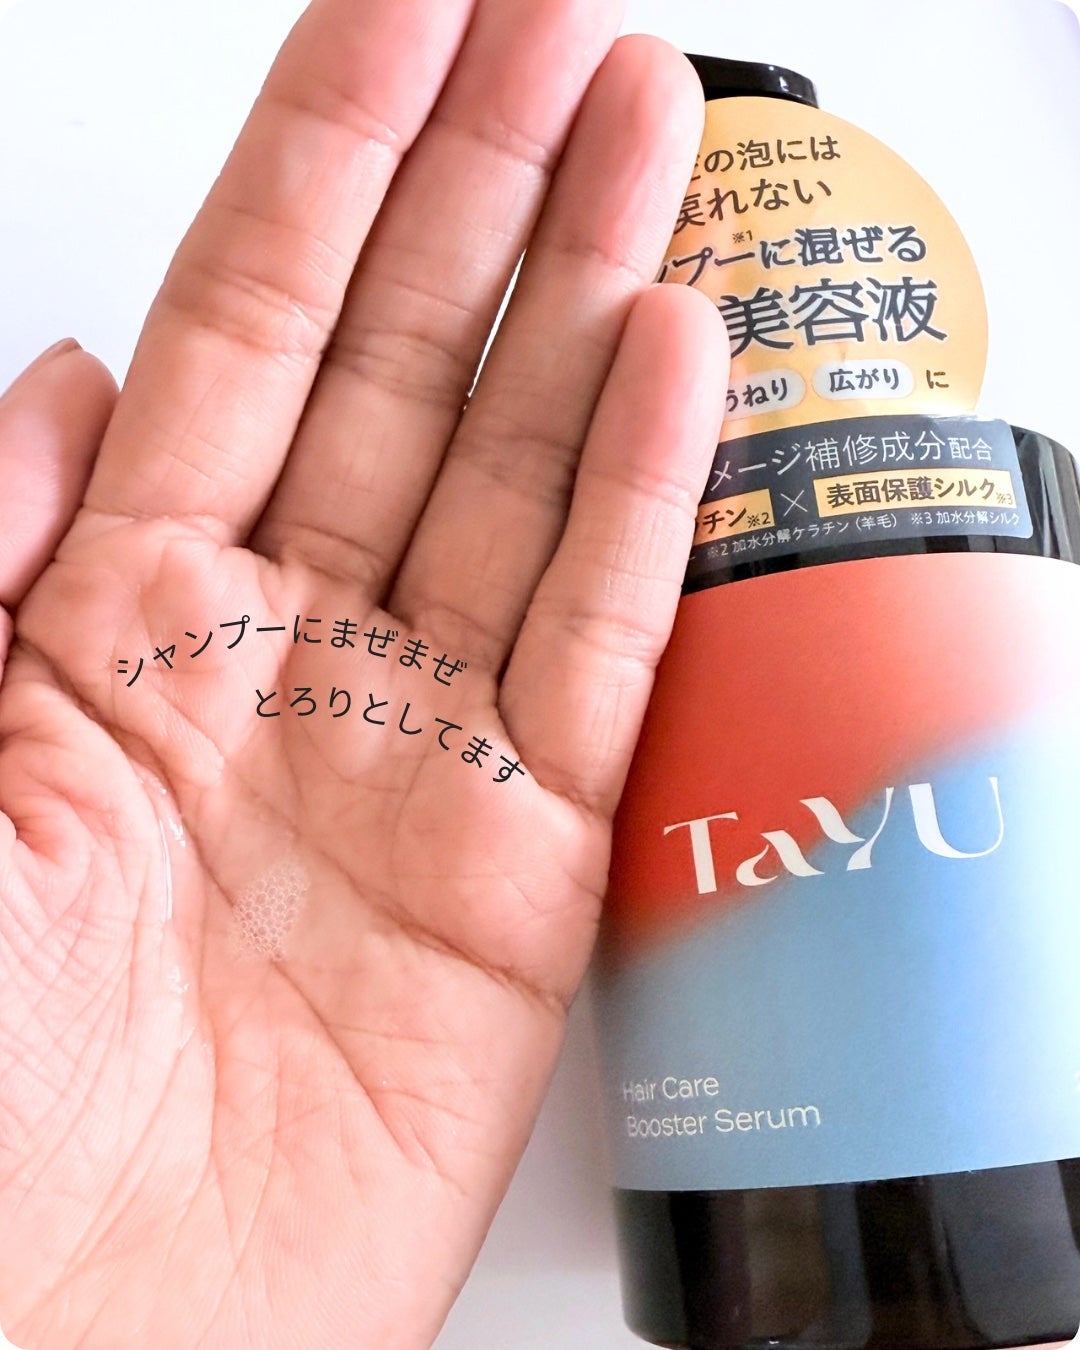 の泡には
戻れない
※1
プーに混ぜる
美容液
うねり 広がり に
メージ補修成分配合
チン※2 × 表面保護シルク※3
※2 加水分解ケラチン（羊毛） ※3 加水分解シルク
シャンプーにまぜまぜ
とろりとしてます
TaYU
Hair Care
Booster Serum